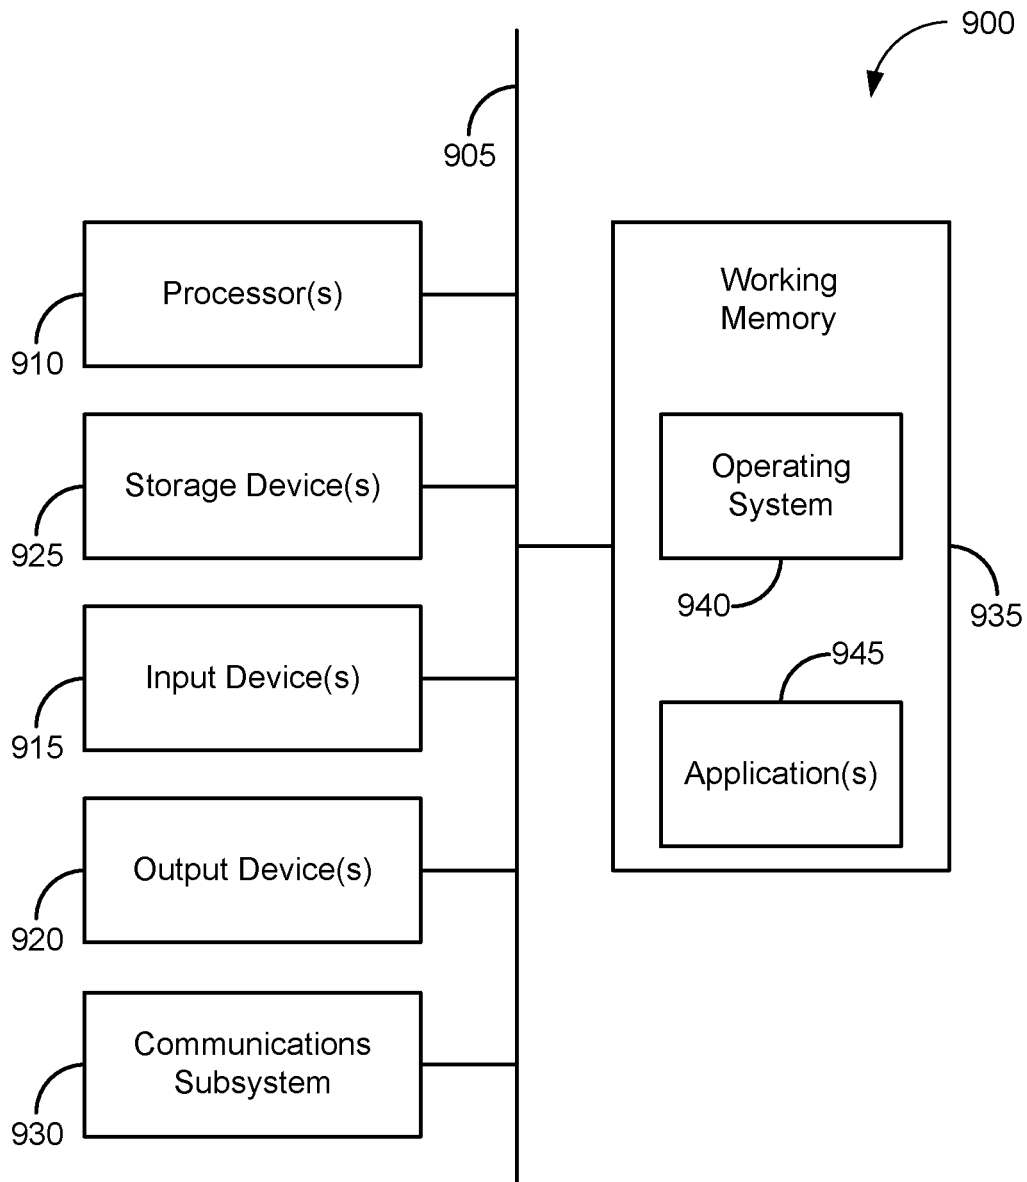 900
905
Processor(s)
910
Storage Device(s)
925
Input Device(s)
915
Output Device(s)
920
Communications
Subsystem
930
Working
Memory
Operating
System
940
935
945
Application(s)